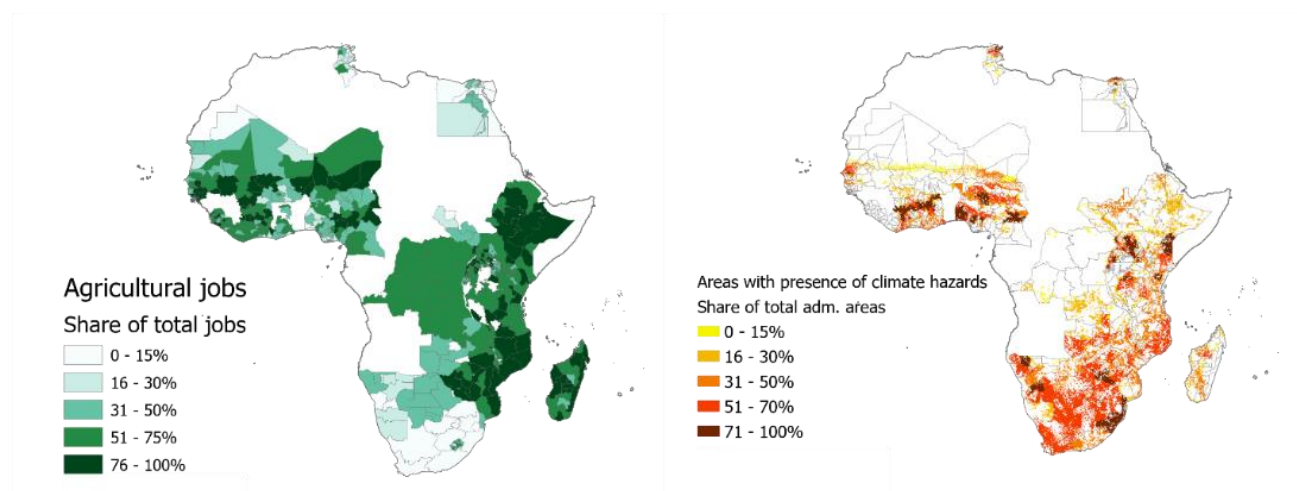 Agricultural jobs
Share of total jobs
0 - 15%
16 - 30%
31 - 50%
51 - 75%
76 - 100%
Areas with presence of climate hazards
Share of total adm. areas
0 - 15%
16 - 30%
31 - 50%
51 - 70%
71 - 100%